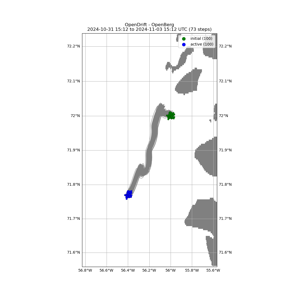 OpenDrift - OpenBerg
2024-10-31 15:12 to 2024-11-03 15:12 UTC (73 steps)
initial (100)
active (100)
72.2°N 72.2°N
72.1°N 72.1°N
72°N 72°N
71.9°N 71.9°N
71.8°N 71.8°N
71.7°N 71.7°N
71.6°N 71.6°N
56.8°W 56.6°W 56.4°W 56.2°W 56°W 55.8°W 55.6°W